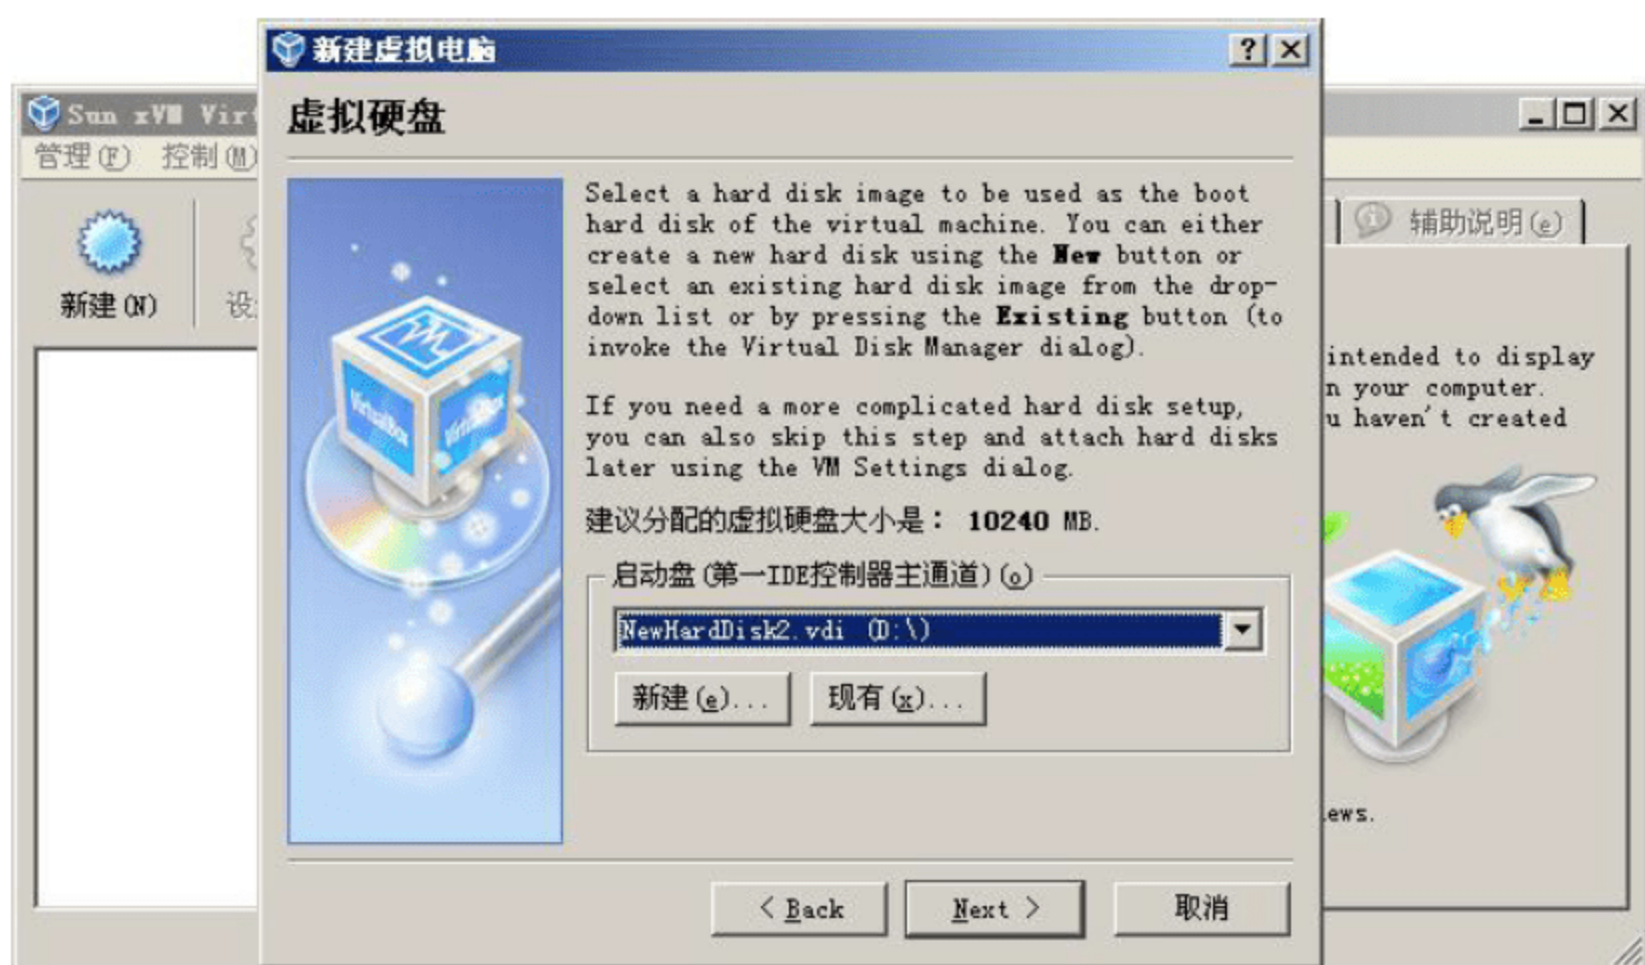 新建虚拟电脑
Sun xVM Virt
管理(F) 控制(M)
虚拟硬盘
新建(N)
设
辅助说明(e)
Select a hard disk image to be used as the boot
hard disk of the virtual machine. You can either
create a new hard disk using the New button or
select an existing hard disk image from the drop-
down list or by pressing the Existing button (to
invoke the Virtual Disk Manager dialog).
If you need a more complicated hard disk setup,
you can also skip this step and attach hard disks
later using the VM Settings dialog.
建议分配的虚拟硬盘大小是： 10240 MB.
启动盘(第一IDE控制器主通道)(o)
NewHardDisk2.vdi (D:\)
新建(e)... 现有(x)...
< Back Next > 取消
VirtualBox
VirtualBox
intended to display
n your computer.
u haven't created
ews.